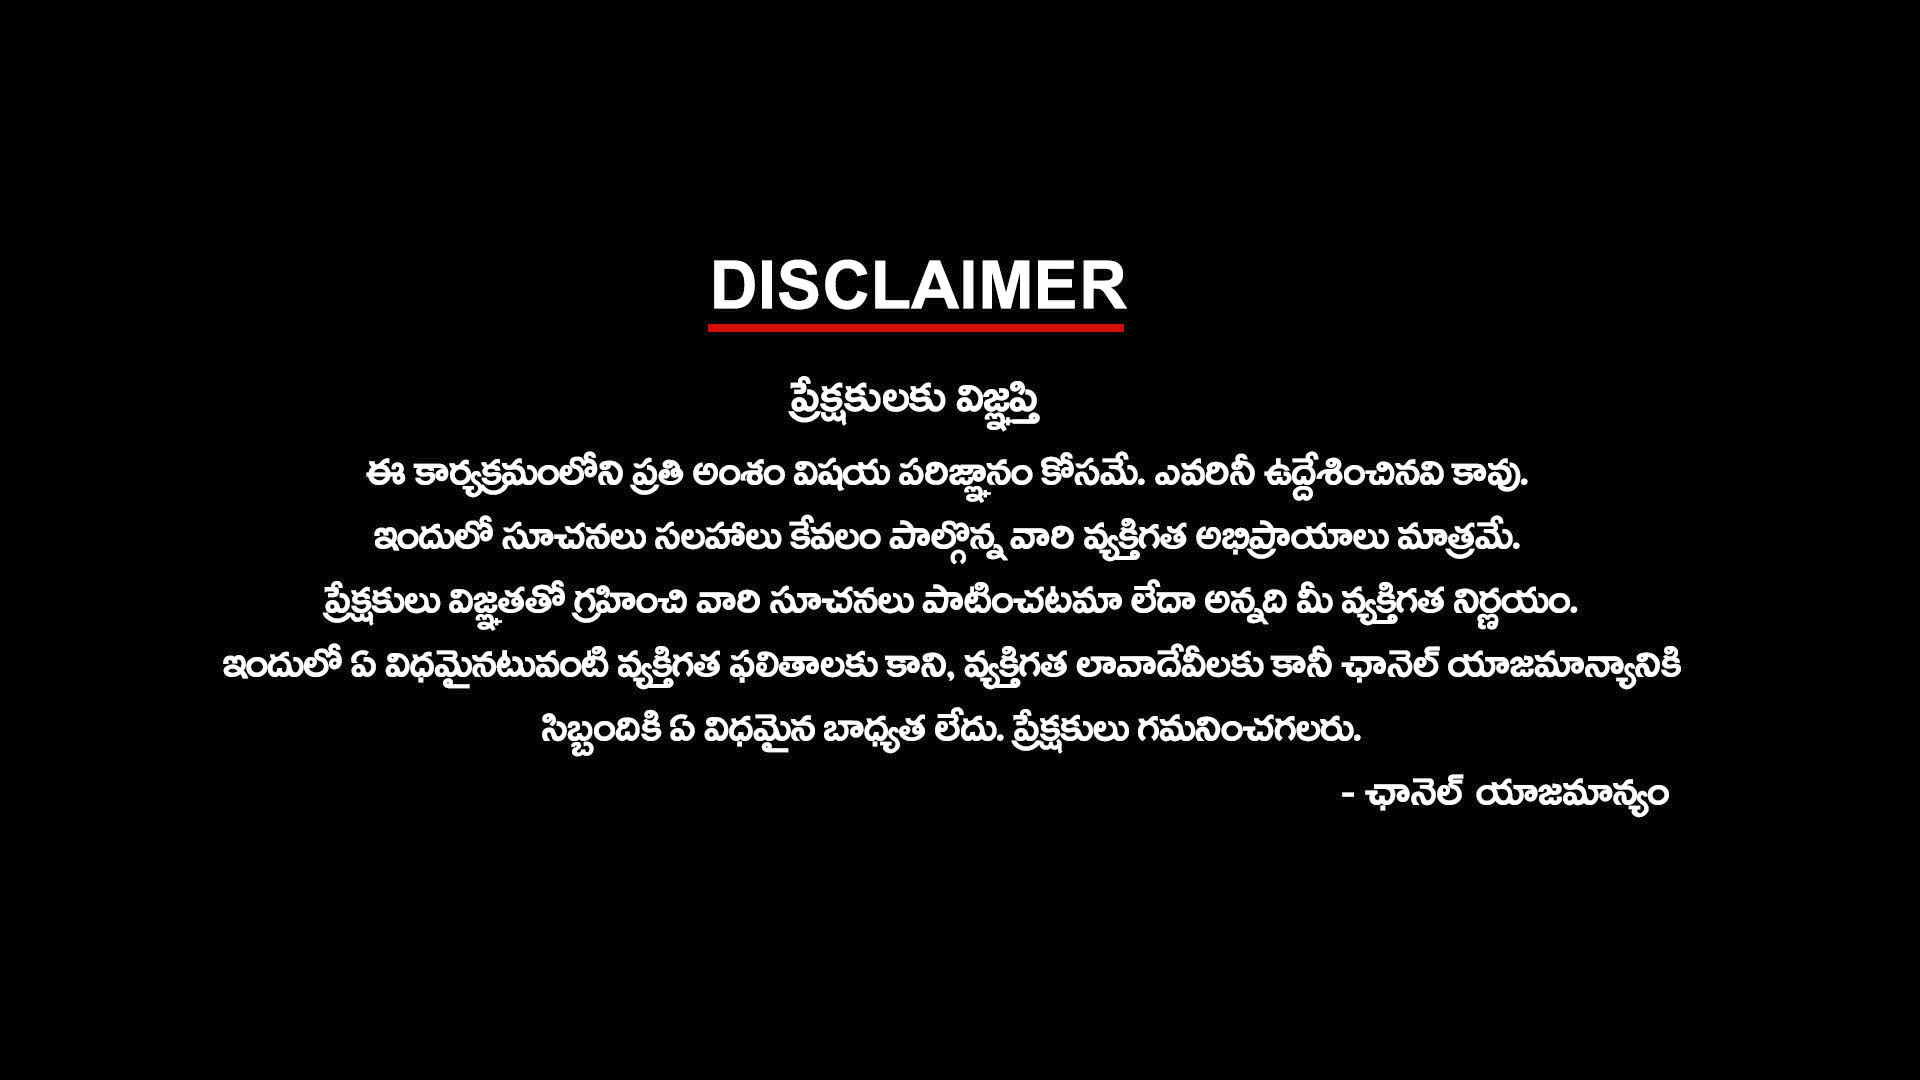 DISCLAIMER
ప్రేక్షకులకు విజ్ఞప్తి
ఈ కార్యక్రమంలోని ప్రతి అంశం విషయ పరిజ్ఞానం కోసమే. ఎవరినీ ఉద్దేశించినవి కావు.
ఇందులో సూచనలు సలహాలు కేవలం పాల్గొన్న వారి వ్యక్తిగత అభిప్రాయాలు మాత్రమే.
ప్రేక్షకులు విజ్ఞతతో గ్రహించి వారి సూచనలు పాటించటమా లేదా అన్నది మీ వ్యక్తిగత నిర్ణయం.
ఇందులో ఏ విధమైనటువంటి వ్యక్తిగత ఫలితాలకు కాని, వ్యక్తిగత లావాదేవీలకు కానీ ఛానెల్ యాజమాన్యానికి
సిబ్బందికి ఏ విధమైన బాధ్యత లేదు. ప్రేక్షకులు గమనించగలరు.
- ఛానెల్ యాజమాన్యం